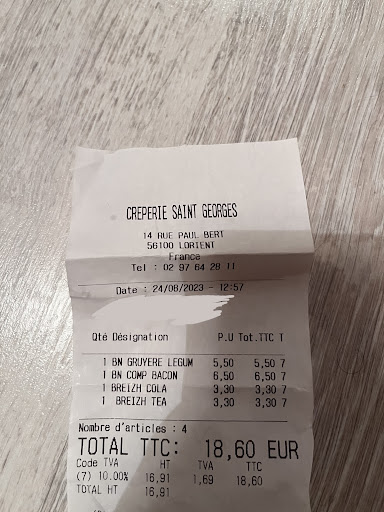 CREPERIE SAINT GEORGES
14 RUE PAUL BERT
56100 LORIENT
France
Tel : 02 97 64 28 11
Date : 24/08/2023 - 12:57
Qté Désignation P.U Tot.TTC T
1 BN GRUYERE LEGUM 5,50 5,50 7
1 BN COMP BACON 6,50 6,50 7
1 BREIZH COLA 3,30 3,30 7
1 BREIZH TEA 3,30 3,30 7
Nombre d'articles : 4
TOTAL TTC: 18,60 EUR
Code TVA HT TVA TTC
(7) 10.00% 16,91 1,69 18,60
TOTAL HT 16,91